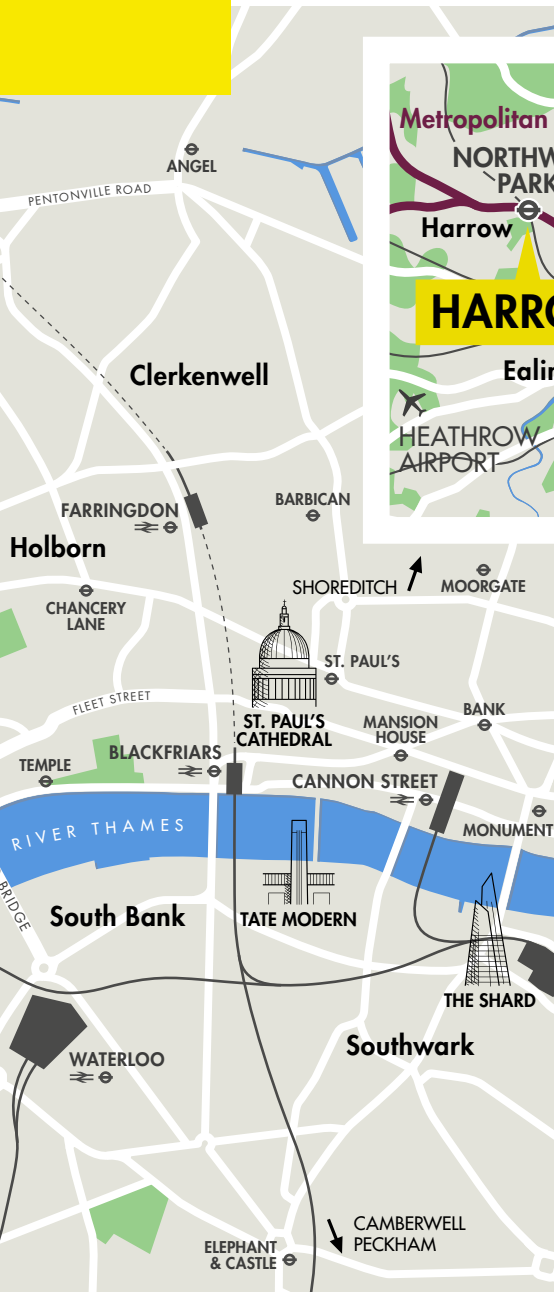 ANGEL
PENTONVILLE ROAD
Metropolitan
NORTHW
PARK
Harrow
HARRO
Ealin
HEATHROW
AIRPORT
Clerkenwell
FARRINGDON
BARBICAN
Holborn
SHOREDITCH
MOORGATE
CHANCERY
LANE
ST. PAUL'S
FLEET STREET
ST. PAUL'S
CATHEDRAL
MANSION
HOUSE
BANK
TEMPLE
BLACKFRIARS
CANNON STREET
MONUMENT
RIVER THAMES
BRIDGE
South Bank
TATE MODERN
THE SHARD
Southwark
WATERLOO
CAMBERWELL
PECKHAM
ELEPHANT
& CASTLE